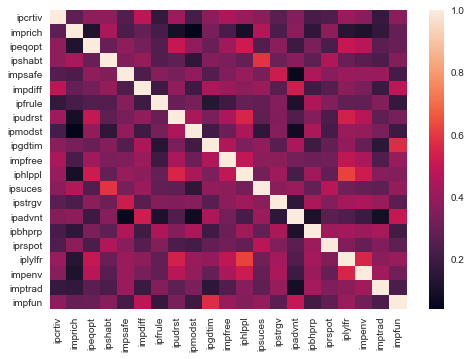 ipcrtiv
imprich
ipeqopt
ipshabt
impsafe
impdiff
ipfrule
ipudrst
ipmodst
ipgdtim
impfree
iphlppl
ipsuces
ipstrgv
ipadvnt
ipbhprp
iprspot
iplylfr
impenv
imptrad
impfun
ipcrtiv imprich ipeqopt ipshabt impsafe impdiff ipfrule ipudrst ipmodst ipgdtim impfree iphlppl ipsuces ipstrgv ipadvnt ipbhprp iprspot iplylfr impenv imptrad impfun
1.0
0.8
0.6
0.4